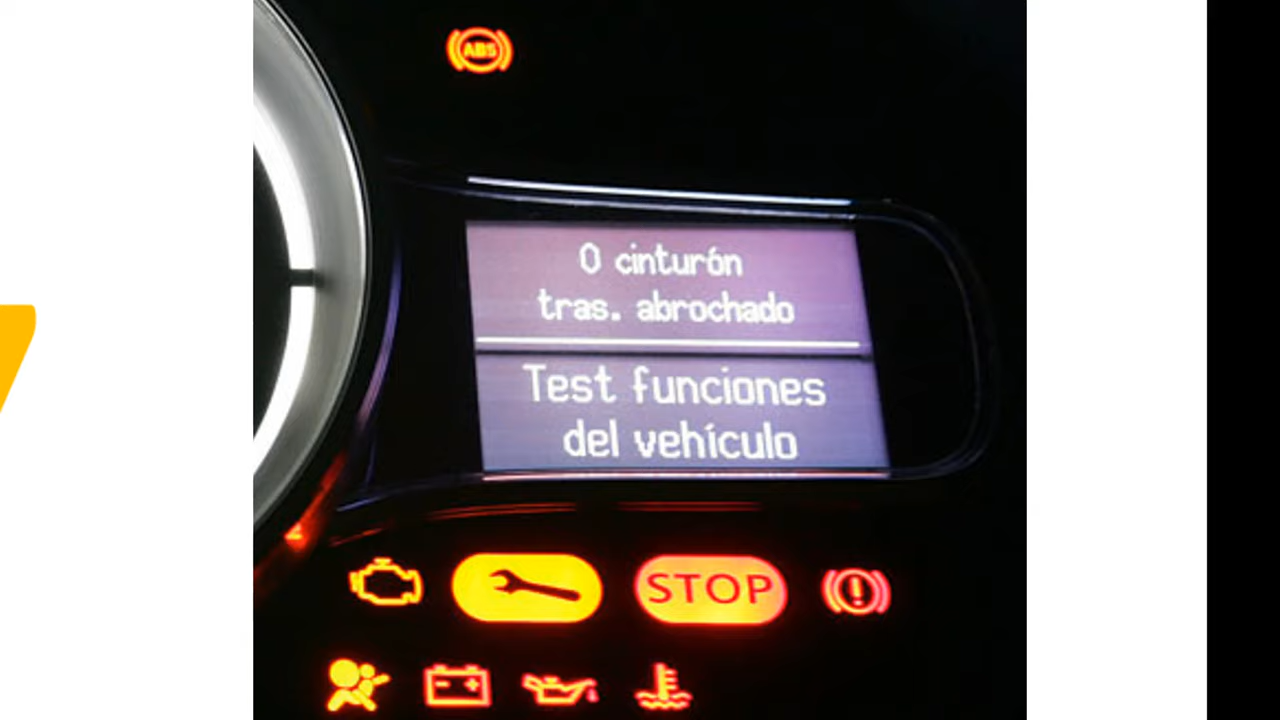 ABS
0 cinturón
tras. abrochado
Test funciones
del vehículo
STOP